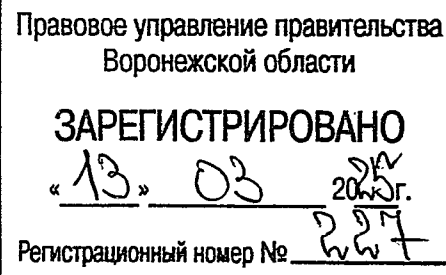 Правовое управление правительства
Воронежской области
ЗАРЕГИСТРИРОВАНО
«13» 03 2025г.
Регистрационный номер № 227